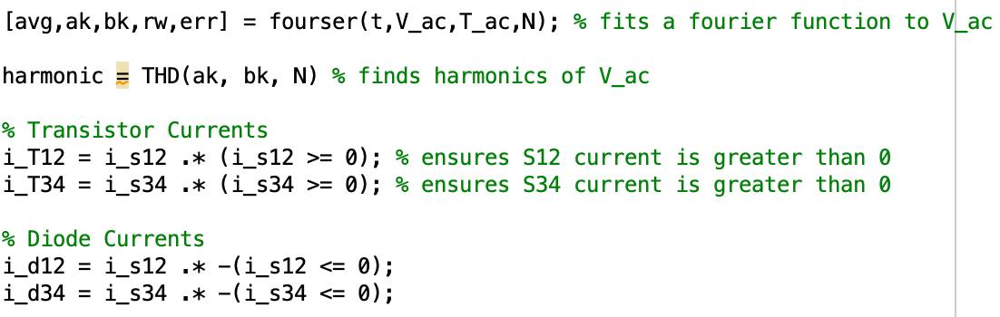 [avg,ak,bk,rw,err] = fourser(t,V_ac,T_ac,N); % fits a fourier function to V_ac
harmonic = THD(ak, bk, N) % finds harmonics of V_ac
% Transistor Currents
i_T12 = i_s12 .* (i_s12 >= 0); % ensures S12 current is greater than 0
i_T34 = i_s34 .* (i_s34 >= 0); % ensures S34 current is greater than 0
% Diode Currents
i_d12 = i_s12 .* -(i_s12 <= 0);
i_d34 = i_s34 .* -(i_s34 <= 0);